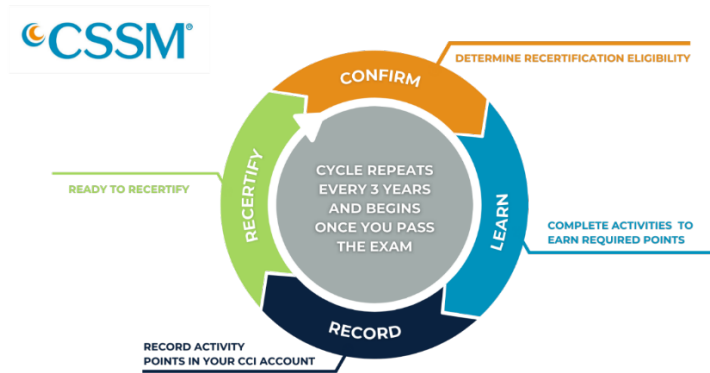 CSSM®
CONFIRM
DETERMINE RECERTIFICATION ELIGIBILITY
LEARN
COMPLETE ACTIVITIES TO
EARN REQUIRED POINTS
RECORD
RECORD ACTIVITY
POINTS IN YOUR CCI ACCOUNT
RECERTIFY
READY TO RECERTIFY
CYCLE REPEATS
EVERY 3 YEARS
AND BEGINS
ONCE YOU PASS
THE EXAM